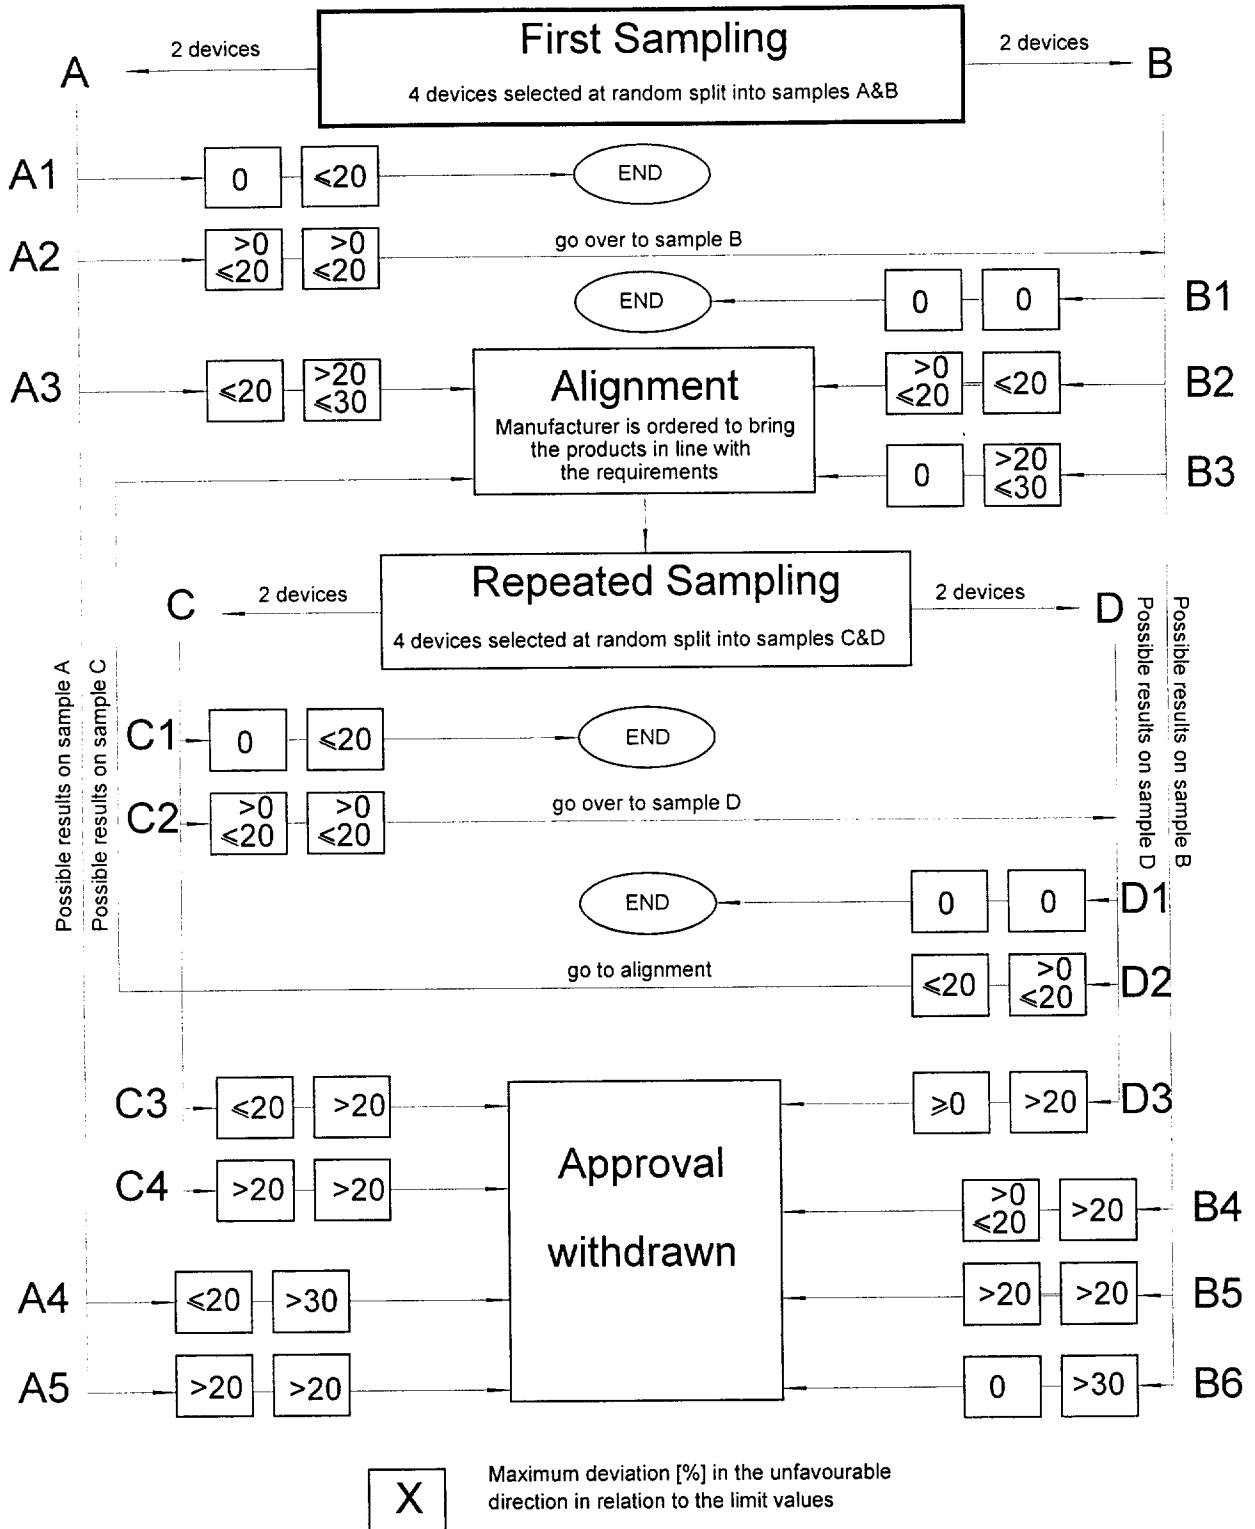 First Sampling
4 devices selected at random split into samples A&B
2 devices
2 devices
A
B
A1
0
≤20
END
A2
>0
≤20
>0
≤20
go over to sample B
END
0
0
B1
A3
≤20
>20
≤30
Alignment
Manufacturer is ordered to bring
the products in line with
the requirements
>0
≤20
≤20
B2
0
>20
≤30
B3
Repeated Sampling
4 devices selected at random split into samples C&D
C
2 devices
2 devices
D
Possible results on sample A
Possible results on sample C
Possible results on sample D
Possible results on sample B
C1
0
≤20
END
C2
>0
≤20
>0
≤20
go over to sample D
END
0
0
D1
go to alignment
≤20
>0
≤20
D2
C3
≤20
>20
Approval
withdrawn
≥0
>20
D3
C4
>20
>20
>0
≤20
>20
B4
A4
≤20
>30
>20
>20
B5
A5
>20
>20
0
>30
B6
X
Maximum deviation [%] in the unfavourable
direction in relation to the limit values